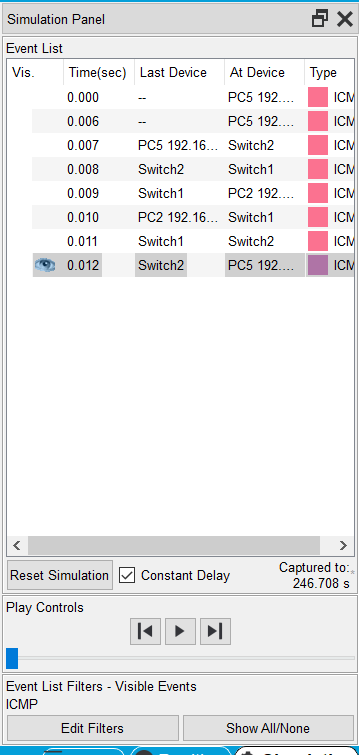 Simulation Panel
Event List
Vis. Time(sec) Last Device At Device Type
0.000 -- PC5 192.... ICM
0.006 -- PC5 192.... ICM
0.007 PC5 192.16... Switch2 ICM
0.008 Switch2 Switch1 ICM
0.009 Switch1 PC2 192.... ICM
0.010 PC2 192.16... Switch1 ICM
0.011 Switch1 Switch2 ICM
0.012 Switch2 PC5 192.... ICM
Reset Simulation Constant Delay Captured to:
246.708 s
Play Controls
Event List Filters - Visible Events
ICMP
Edit Filters Show All/None